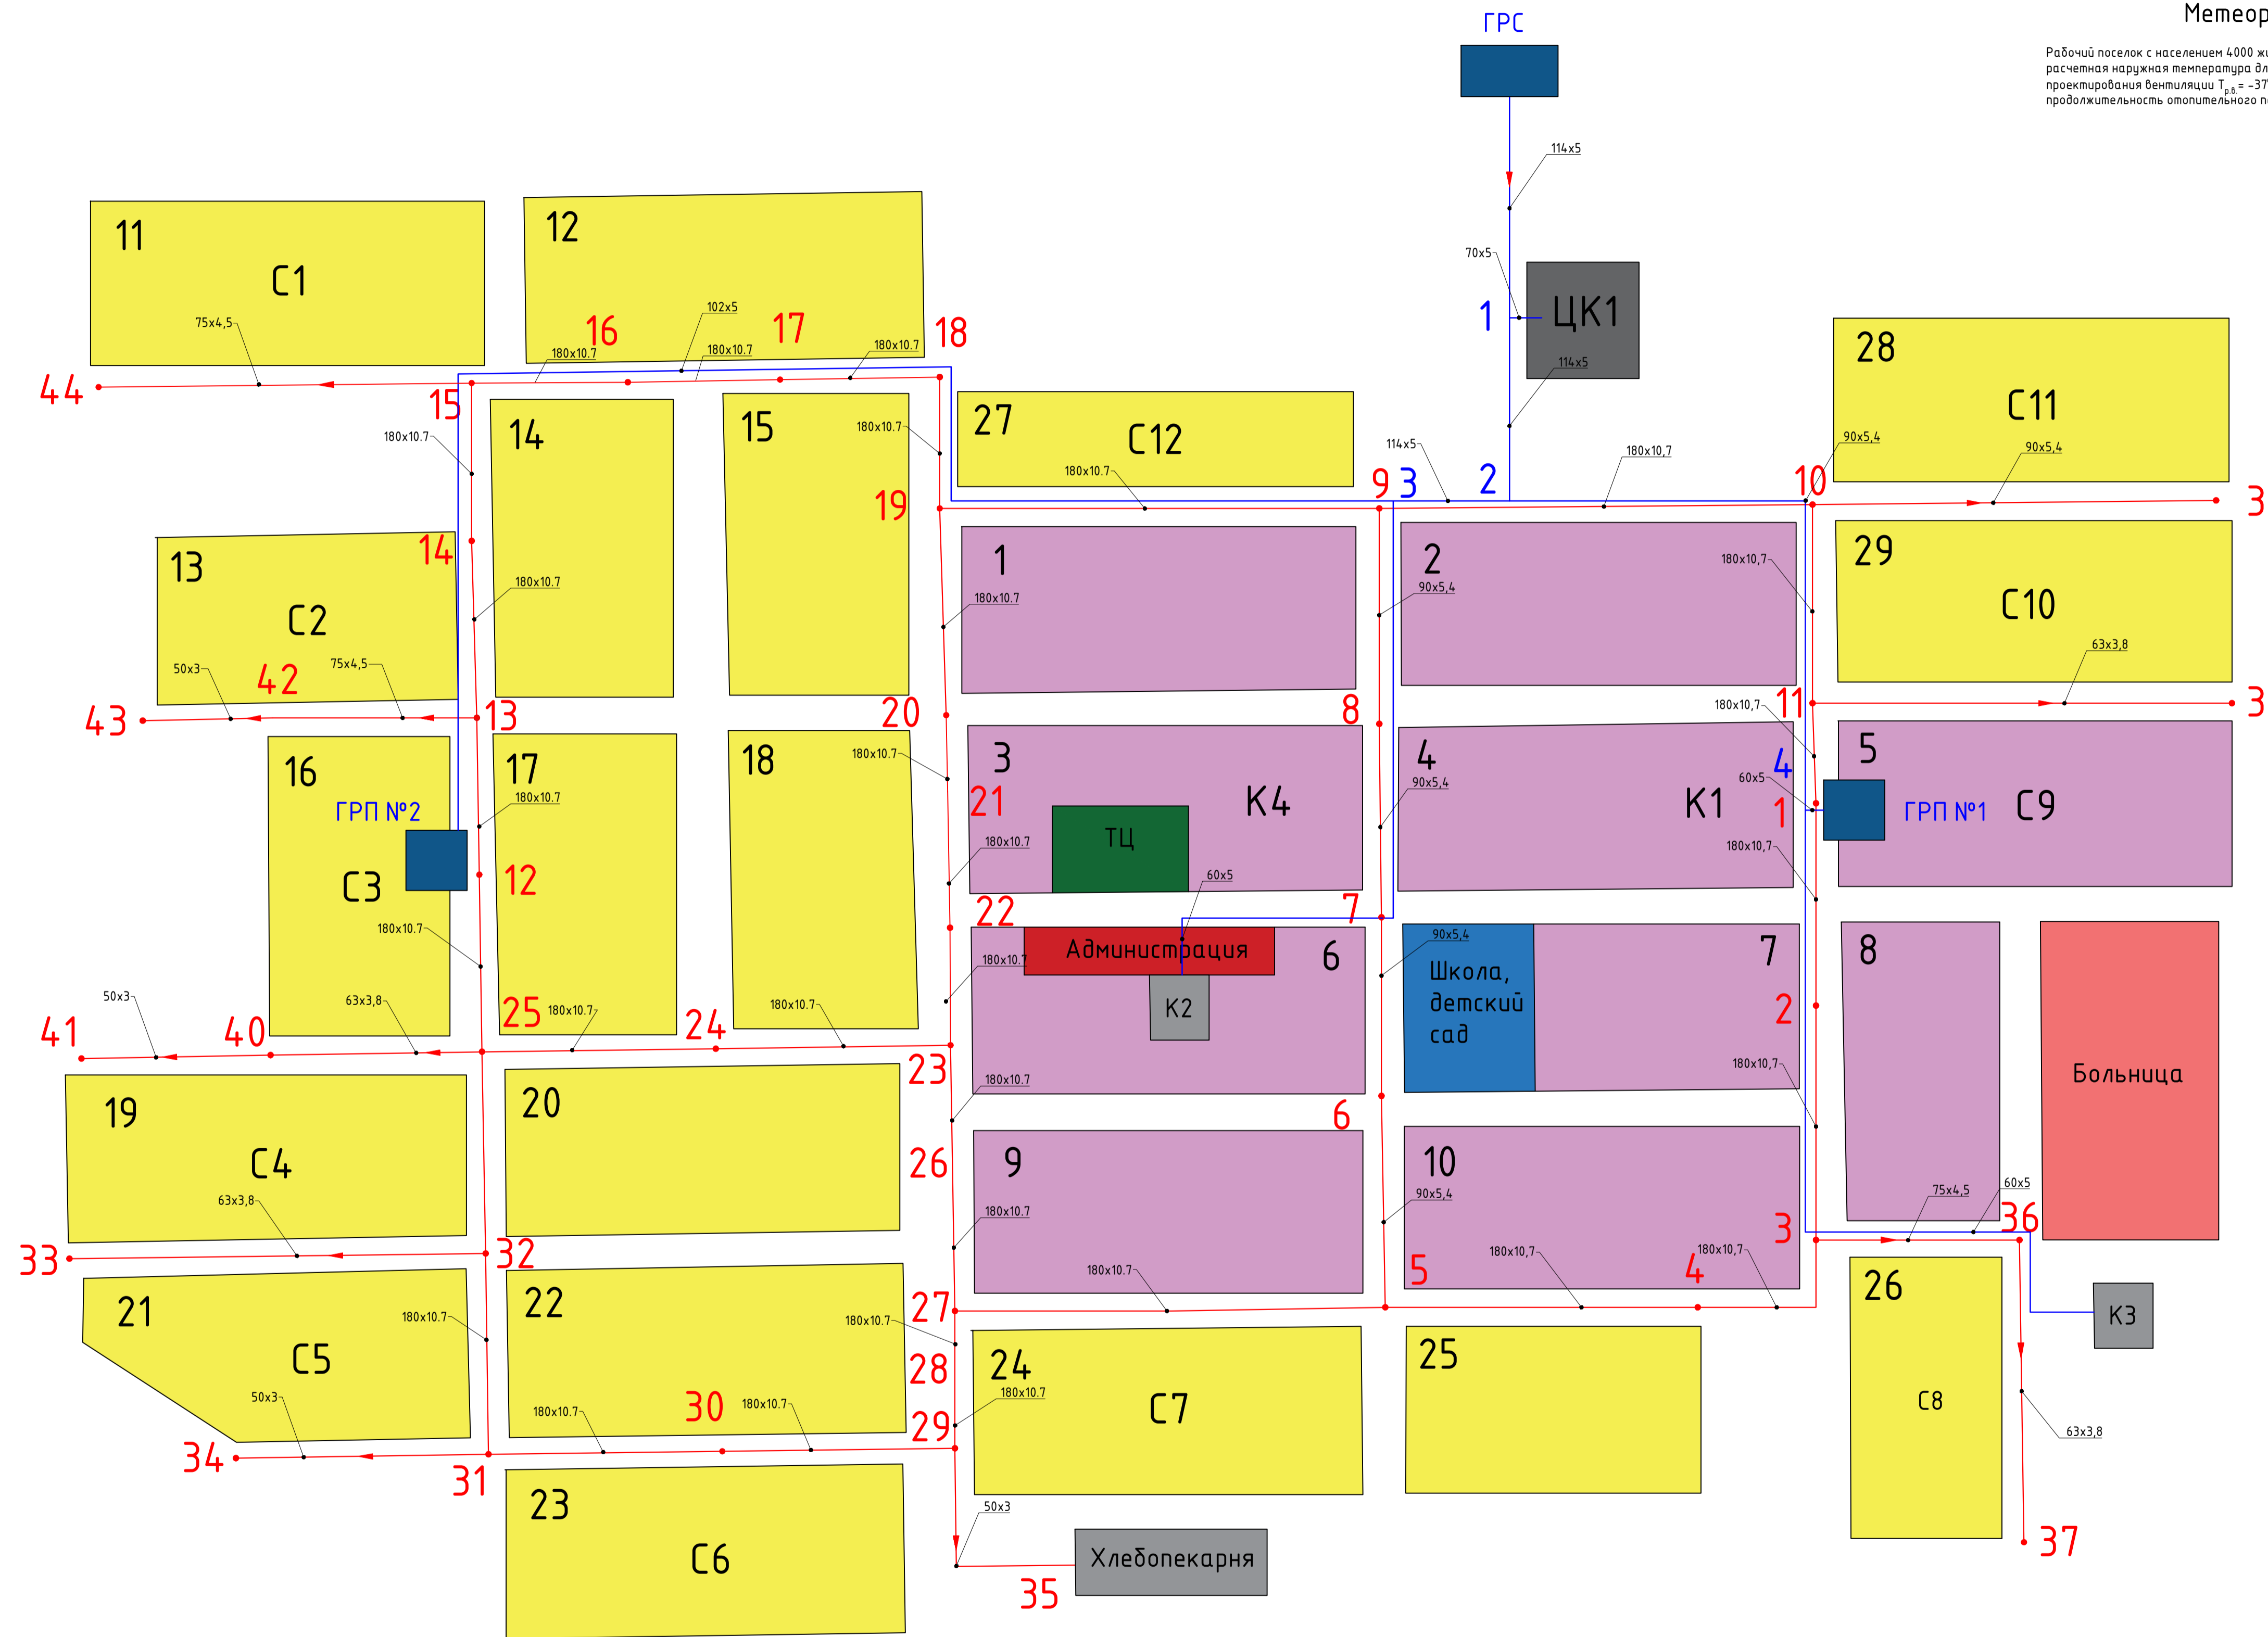 Метеор
ГРС
Рабочий поселок с населением 4000
расчетная наружная температура
проектирования вентиляции Тр.в.= -37
продолжительность отопительного
114х5
11
С1
12
70х5
1
ЦК1
102х5
16
17
18
75х4,5
180х10.7
180х10.7
180х10.7
114х5
28
С11
44
15
27
С12
14
15
180х10.7
180х10.7
114х5
90х5,4
90х5,4
180х10.7
180х10,7
9
3
2
10
3
19
13
14
С2
1
2
29
С10
180х10,7
180х10.7
90х5,4
180х10.7
50х3
42
75х4,5
63х3,8
43
13
20
8
11
3
180х10,7
16
17
18
3
4
5
180х10.7
К4
К1
4
60х5
90х5,4
ГРП №2
180х10.7
21
1
ГРП №1
С9
ТЦ
180х10.7
180х10,7
С3
12
60х5
22
7
180х10.7
90х5,4
Администрация
6
7
8
180х10.7
Школа,
детский
сад
К2
2
50х3
63х3,8
25
180х10.7
24
180х10.7
41
40
23
180х10,7
Больница
180х10.7
19
20
6
С4
26
9
10
63х3,8
90х5,4
75х4,5
60х5
180х10.7
36
3
33
32
180х10.7
5
180х10,7
4
180х10,7
26
21
22
27
К3
180х10.7
180х10.7
С5
28
24
25
50х3
180х10.7
30
180х10.7
180х10.7
С7
С8
29
63х3,8
34
31
23
50х3
С6
Хлебопекарня
35
37